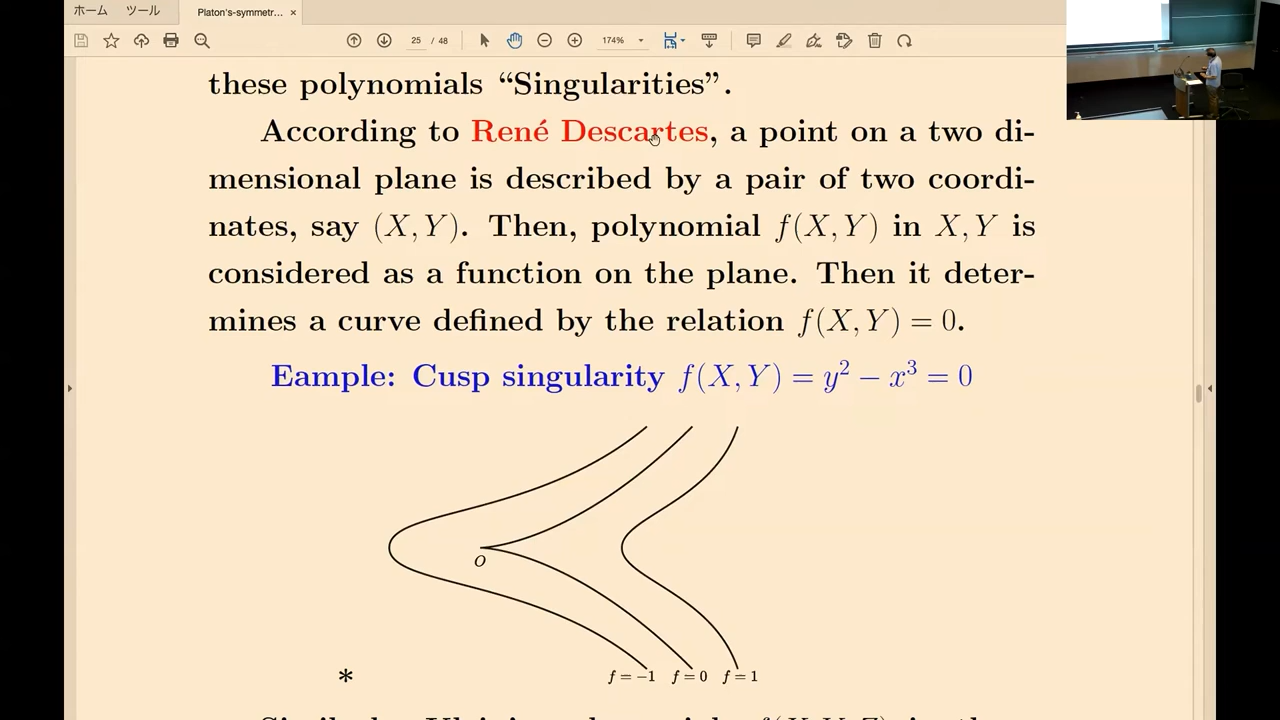 ホーム ツール Platon's-symmetr... ×
25 / 48 174%
these polynomials “Singularities”.
According to René Descartes, a point on a two di-
mensional plane is described by a pair of two coordi-
nates, say (X, Y). Then, polynomial f(X, Y) in X, Y is
considered as a function on the plane. Then it deter-
mines a curve defined by the relation f(X, Y) = 0.
Eample: Cusp singularity f(X, Y) = y² − x³ = 0
O
* f = −1 f = 0 f = 1